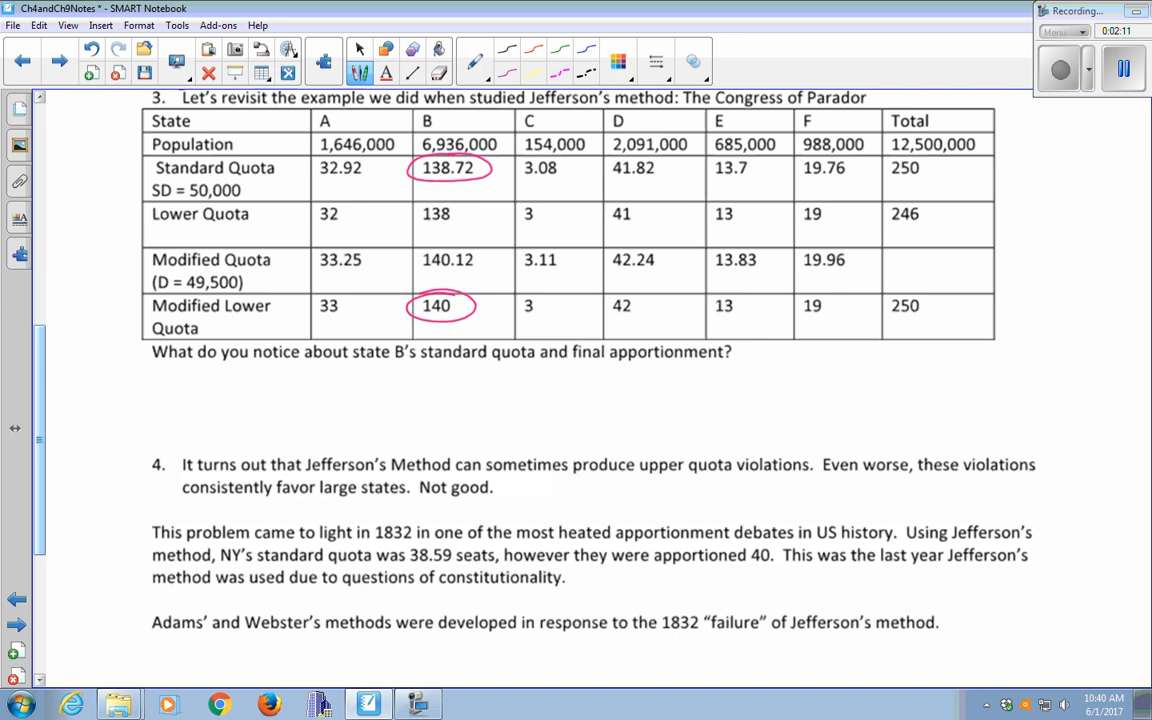 Ch4andCh9Notes * - SMART Notebook
Recording...
File Edit View Insert Format Tools Add-ons Help
Menu
0:02:11
3. Let's revisit the example we did when studied Jefferson's method: The Congress of Parador
State A B C D E F Total
Population 1,646,000 6,936,000 154,000 2,091,000 685,000 988,000 12,500,000
Standard Quota 32.92 138.72 3.08 41.82 13.7 19.76 250
SD = 50,000
Lower Quota 32 138 3 41 13 19 246
Modified Quota 33.25 140.12 3.11 42.24 13.83 19.96
(D = 49,500)
Modified Lower 33 140 3 42 13 19 250
Quota
What do you notice about state B's standard quota and final apportionment?
4. It turns out that Jefferson's Method can sometimes produce upper quota violations. Even worse, these violations
consistently favor large states. Not good.
This problem came to light in 1832 in one of the most heated apportionment debates in US history. Using Jefferson's
method, NY's standard quota was 38.59 seats, however they were apportioned 40. This was the last year Jefferson's
method was used due to questions of constitutionality.
Adams' and Webster's methods were developed in response to the 1832 "failure" of Jefferson's method.
10:40 AM
6/1/2017